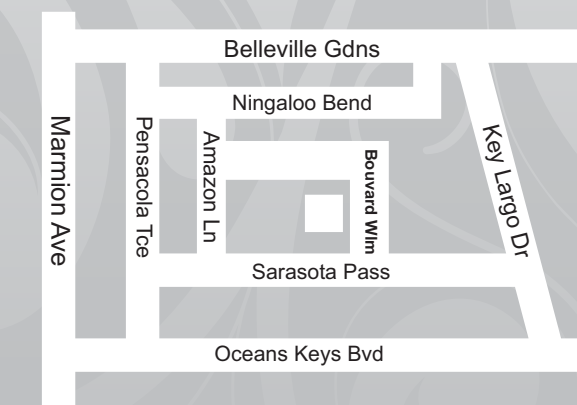 Belleville Gdns
Ningaloo Bend
Marmion Ave
Pensacola Tce
Amazon Ln
Bouvard Wlm
Key Largo Dr
Sarasota Pass
Oceans Keys Bvd